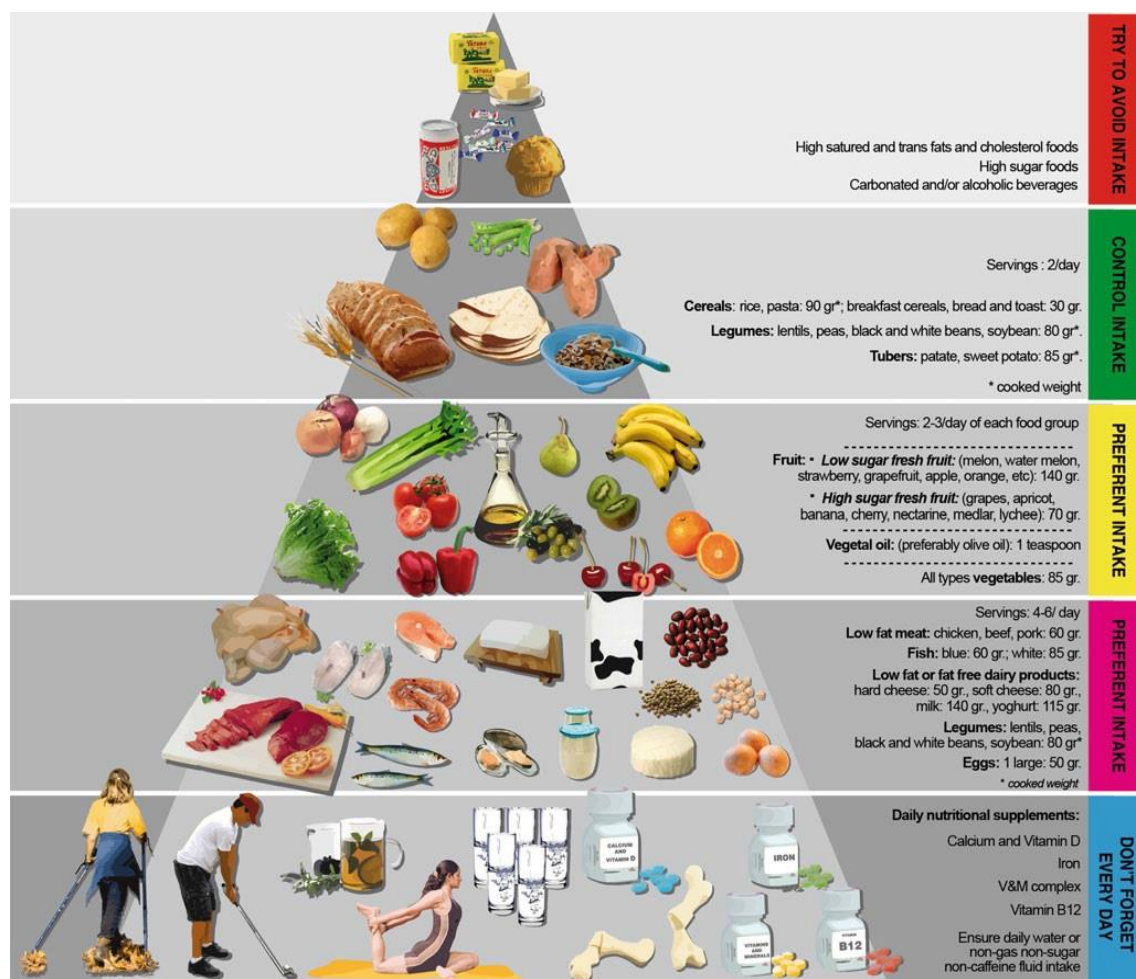 TRY TO AVOID INTAKE
High satured and trans fats and cholesterol foods
High sugar foods
Carbonated and/or alcoholic beverages
CONTROL INTAKE
Servings : 2/day
Cereals: rice, pasta: 90 gr*; breakfast cereals, bread and toast: 30 gr.
Legumes: lentils, peas, black and white beans, soybean: 80 gr*.
Tubers: patate, sweet potato: 85 gr*.
* cooked weight
PREFERENT INTAKE
Servings: 2-3/day of each food group
Fruit: • Low sugar fresh fruit: (melon, water melon,
strawberry, grapefruit, apple, orange, etc): 140 gr.
• High sugar fresh fruit: (grapes, apricot,
banana, cherry, nectarine, medlar, lychee): 70 gr.
Vegetal oil: (preferably olive oil): 1 teaspoon
All types vegetables: 85 gr.
PREFERENT INTAKE
Servings: 4-6/ day
Low fat meat: chicken, beef, pork: 60 gr.
Fish: blue: 60 gr.; white: 85 gr.
Low fat or fat free dairy products:
hard cheese: 50 gr., soft cheese: 80 gr.,
milk: 140 gr., yoghurt: 115 gr.
Legumes: lentils, peas,
black and white beans, soybean: 80 gr*
Eggs: 1 large: 50 gr.
* cooked weight
DON'T FORGET
EVERY DAY
Daily nutritional supplements:
Calcium and Vitamin D
Iron
V&M complex
Vitamin B12
Ensure daily water or
non-gas non-sugar
non-caffeine fluid intake
CALCIUM
AND
VITAMIN D
IRON
VITAMINS AND
MINERALS
VITAMIN
B12